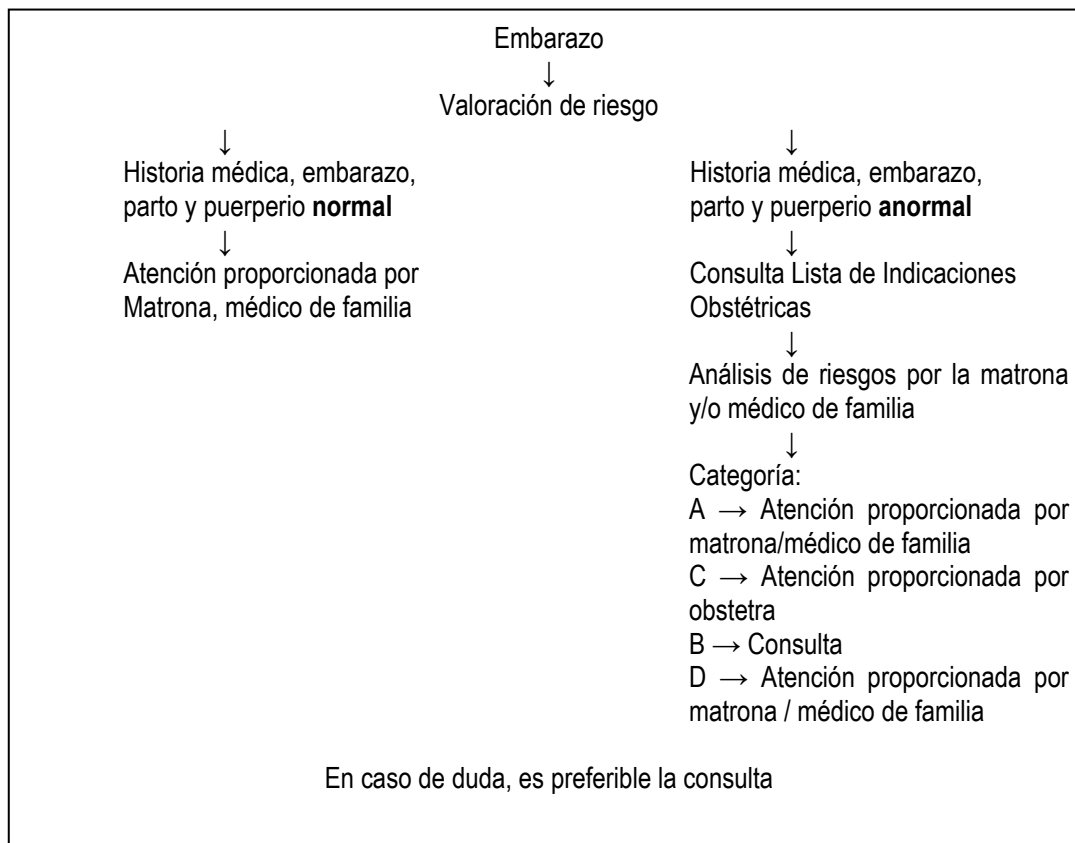 Embarazo
↓
Valoración de riesgo
↓
Historia médica, embarazo,
parto y puerperio normal
↓
Atención proporcionada por
Matrona, médico de familia
↓
Historia médica, embarazo,
parto y puerperio anormal
↓
Consulta Lista de Indicaciones
Obstétricas
↓
Análisis de riesgos por la matrona
y/o médico de familia
↓
Categoría:
A → Atención proporcionada por
matrona/médico de familia
C → Atención proporcionada por
obstetra
B → Consulta
D → Atención proporcionada por
matrona / médico de familia
En caso de duda, es preferible la consulta